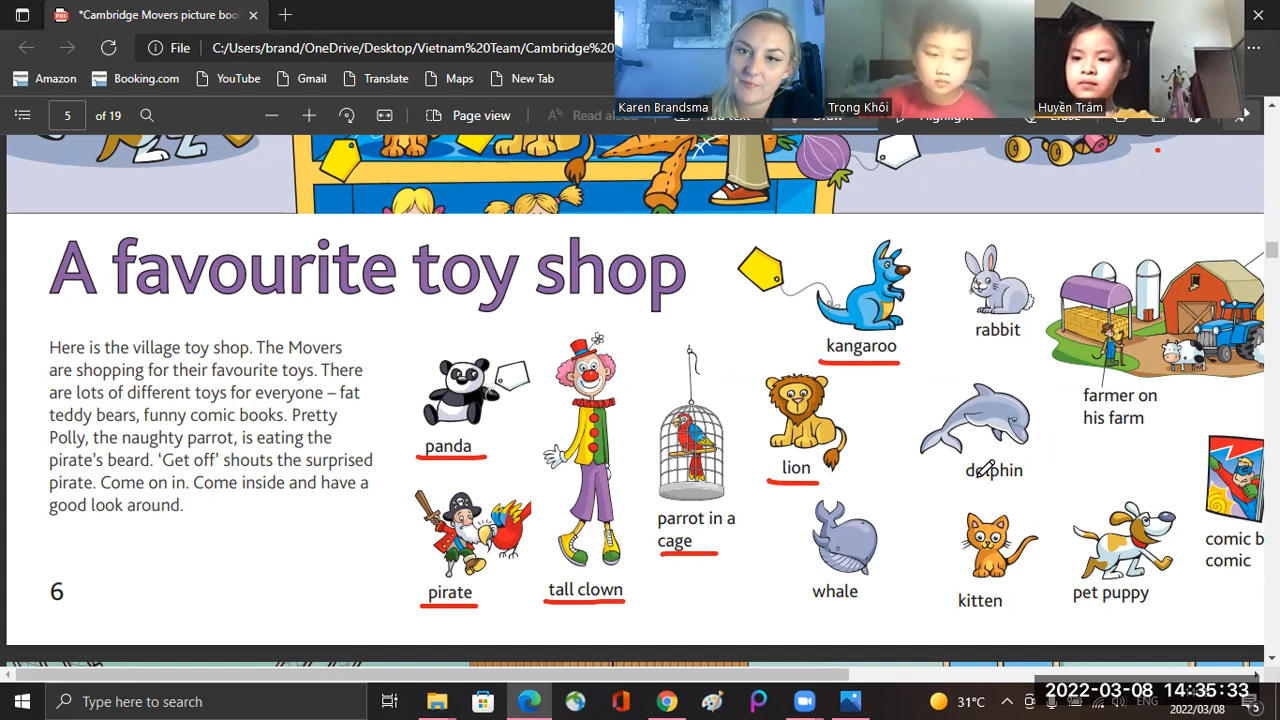 *Cambridge Movers picture boo
File
C:/Users/brand/OneDrive/Desktop/Vietnam%20Team/Cambridge%20
Amazon
Booking.com
YouTube
Gmail
Translate
Maps
New Tab
Karen Brandsma
Trọng Khôi
Huyền Trâm
5 of 19
Page view
Read aloud
A favourite toy shop
Here is the village toy shop. The Movers
are shopping for their favourite toys. There
are lots of different toys for everyone – fat
teddy bears, funny comic books. Pretty
Polly, the naughty parrot, is eating the
pirate's beard. 'Get off' shouts the surprised
pirate. Come on in. Come inside and have a
good look around.
6
panda
pirate
tall clown
parrot in a
cage
kangaroo
lion
whale
rabbit
dolphin
kitten
farmer on
his farm
pet puppy
comic b
comic
Type here to search
31°C
ENG
2022-03-08 14:35:33
2022/03/08